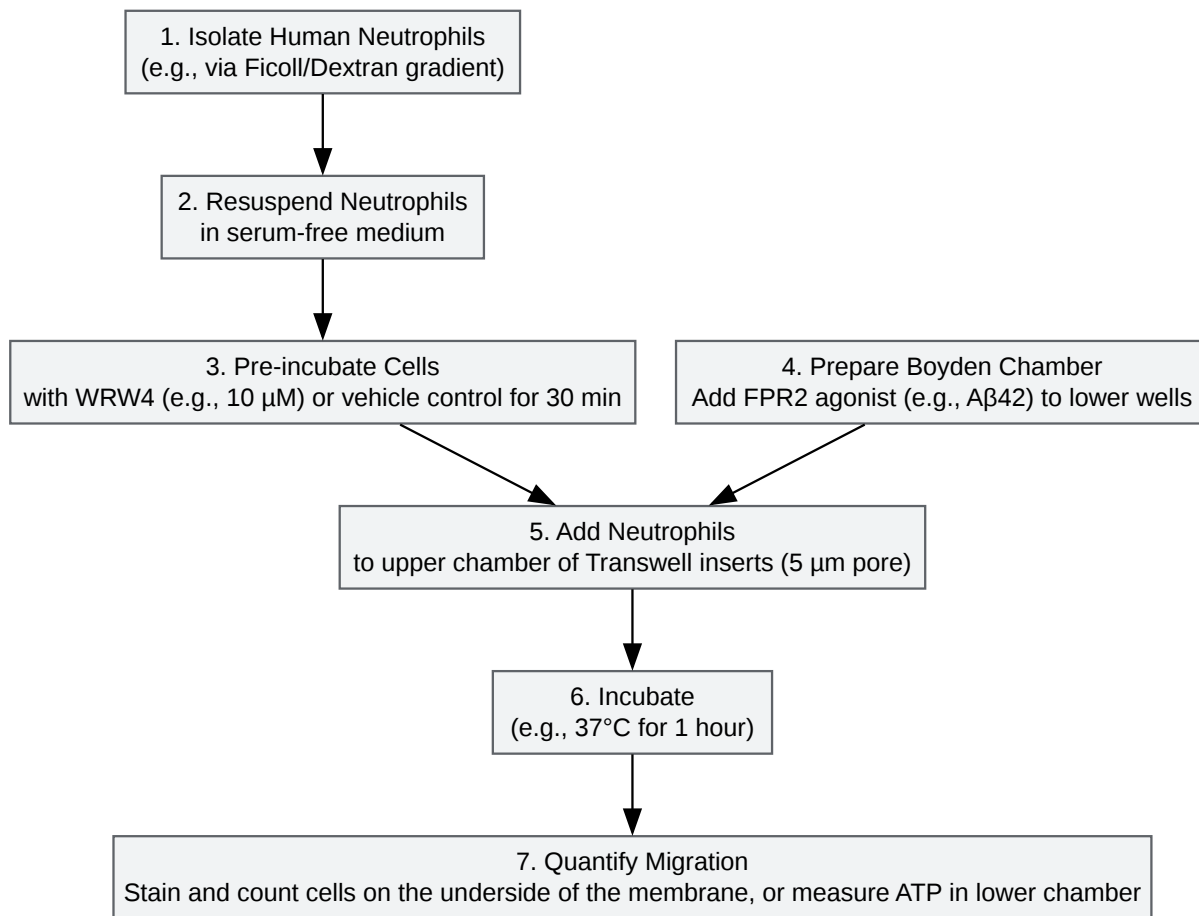 1. Isolate Human Neutrophils
(e.g., via Ficoll/Dextran gradient)
2. Resuspend Neutrophils
in serum-free medium
3. Pre-incubate Cells
with WRW4 (e.g., 10 µM) or vehicle control for 30 min
4. Prepare Boyden Chamber
Add FPR2 agonist (e.g., Aβ42) to lower wells
5. Add Neutrophils
to upper chamber of Transwell inserts (5 µm pore)
6. Incubate
(e.g., 37°C for 1 hour)
7. Quantify Migration
Stain and count cells on the underside of the membrane, or measure ATP in lower chamber